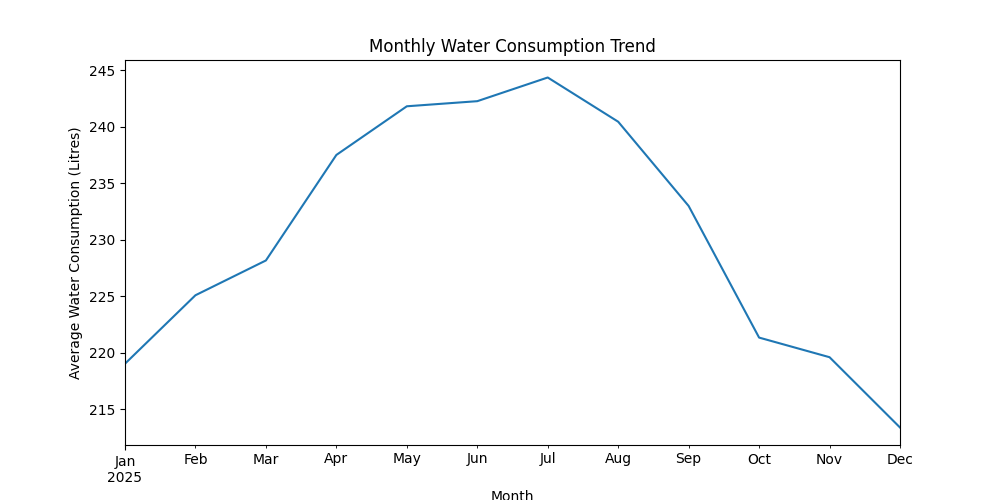 Monthly Water Consumption Trend
Average Water Consumption (Litres)
245
240
235
230
225
220
215
Jan Feb Mar Apr May Jun Jul Aug Sep Oct Nov Dec
2025
Month